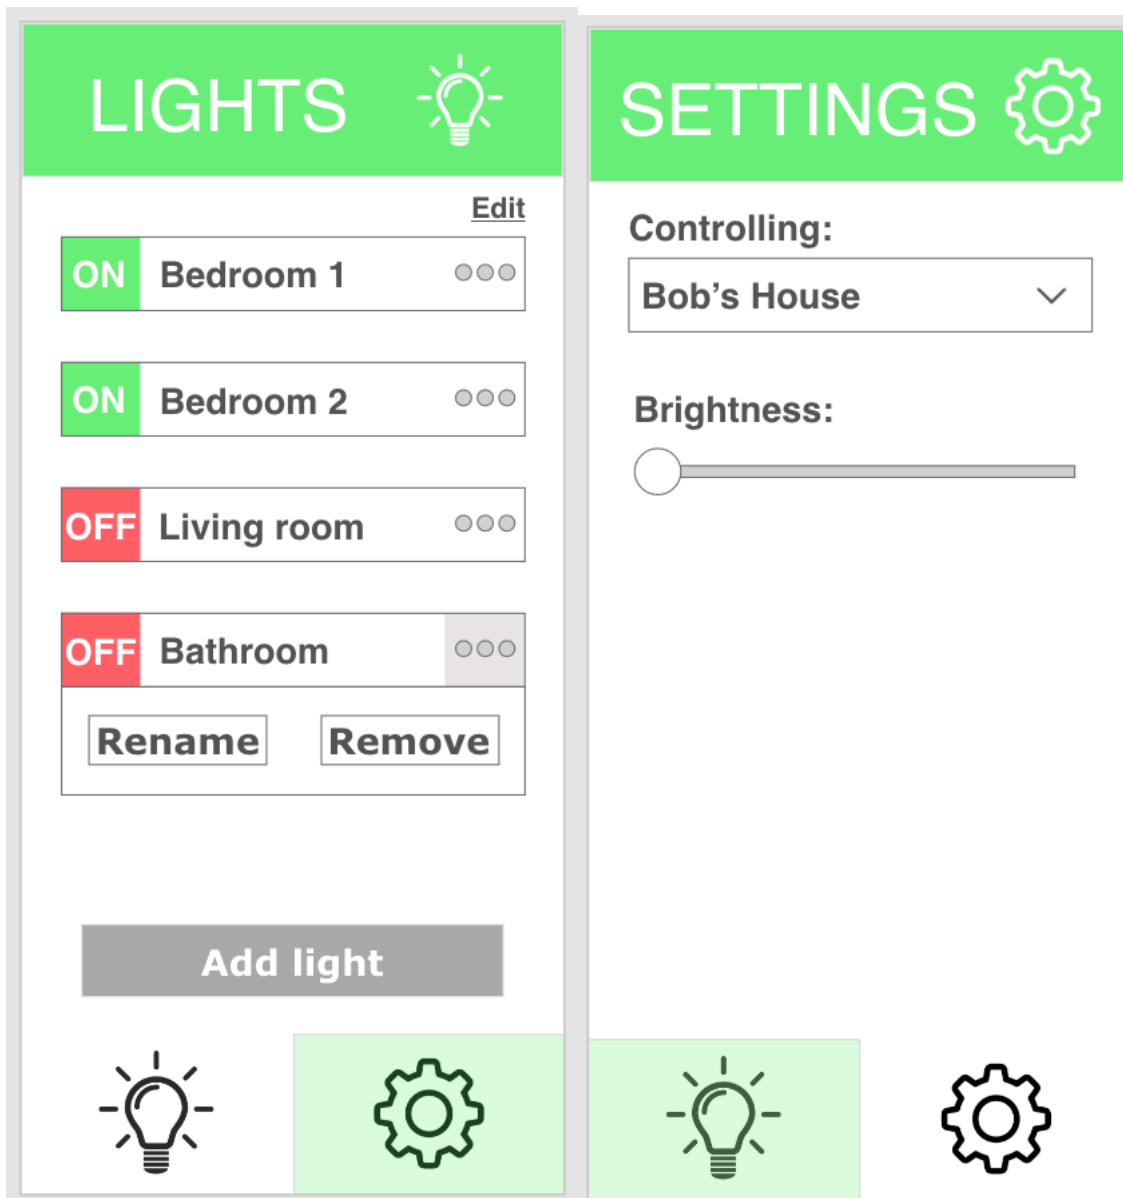 LIGHTS
Edit
ON Bedroom 1
ON Bedroom 2
OFF Living room
OFF Bathroom
Rename Remove
Add light
SETTINGS
Controlling:
Bob’s House
Brightness: